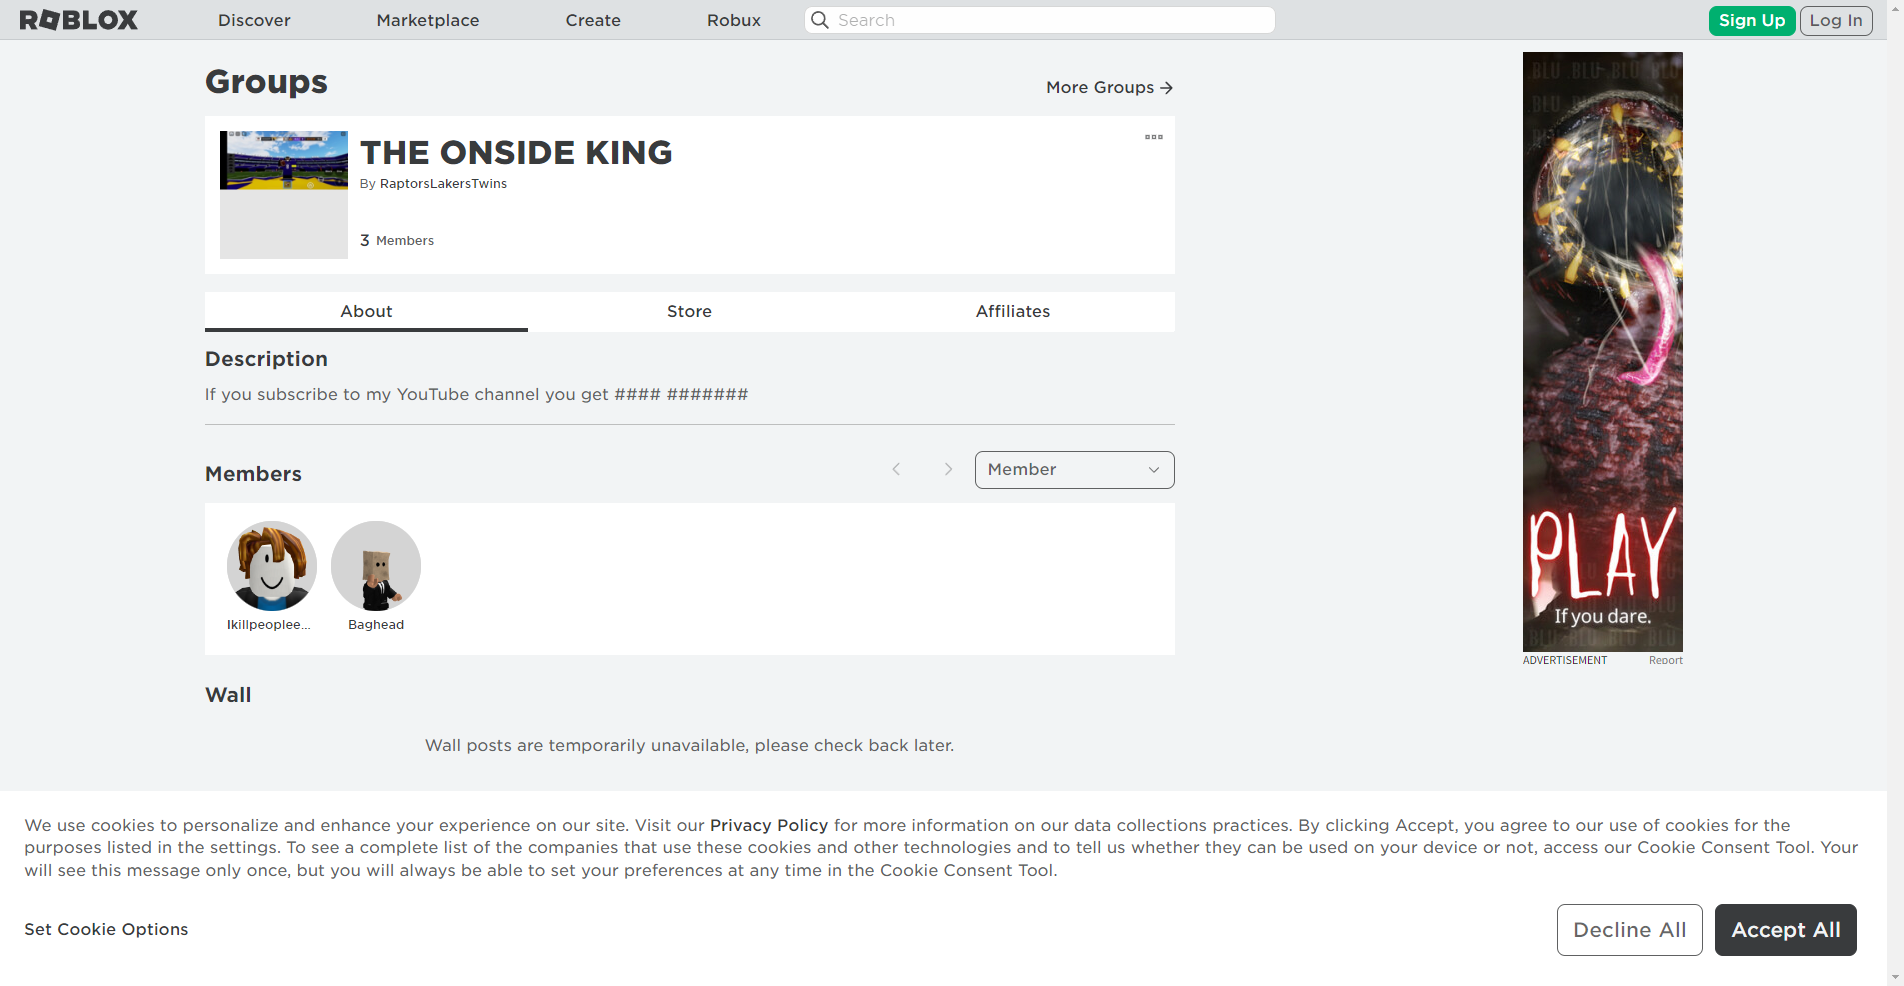 ROBLOX
Discover
Marketplace
Create
Robux
Search
Sign Up
Log In
Groups
More Groups
THE ONSIDE KING
By RaptorsLakersTwins
3 Members
About
Store
Affiliates
Description
If you subscribe to my YouTube channel you get #### #######
Members
Member
Ikillpeoplee...
Baghead
Wall
Wall posts are temporarily unavailable, please check back later.
PLAY
If you dare.
ADVERTISEMENT
Report
We use cookies to personalize and enhance your experience on our site. Visit our Privacy Policy for more information on our data collections practices. By clicking Accept, you agree to our use of cookies for the
purposes listed in the settings. To see a complete list of the companies that use these cookies and other technologies and to tell us whether they can be used on your device or not, access our Cookie Consent Tool. Your
will see this message only once, but you will always be able to set your preferences at any time in the Cookie Consent Tool.
Set Cookie Options
Decline All
Accept All